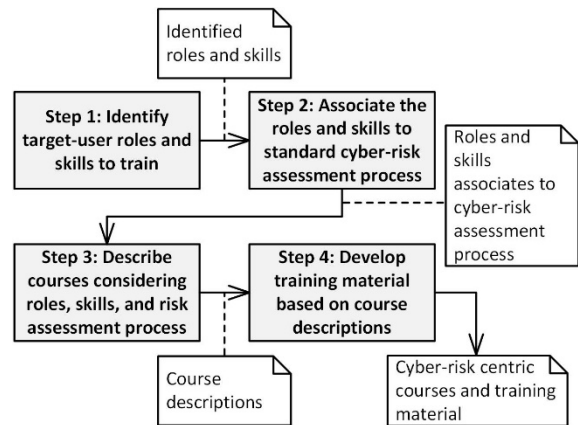 Identified
roles and skills
Step 1: Identify
target-user roles and
skills to train
Step 2: Associate the
roles and skills to
standard cyber-risk
assessment process
Roles and
skills
associates to
cyber-risk
assessment
process
Step 3: Describe
courses considering
roles, skills, and risk
assessment process
Step 4: Develop
training material
based on course
descriptions
Course
descriptions
Cyber-risk centric
courses and training
material